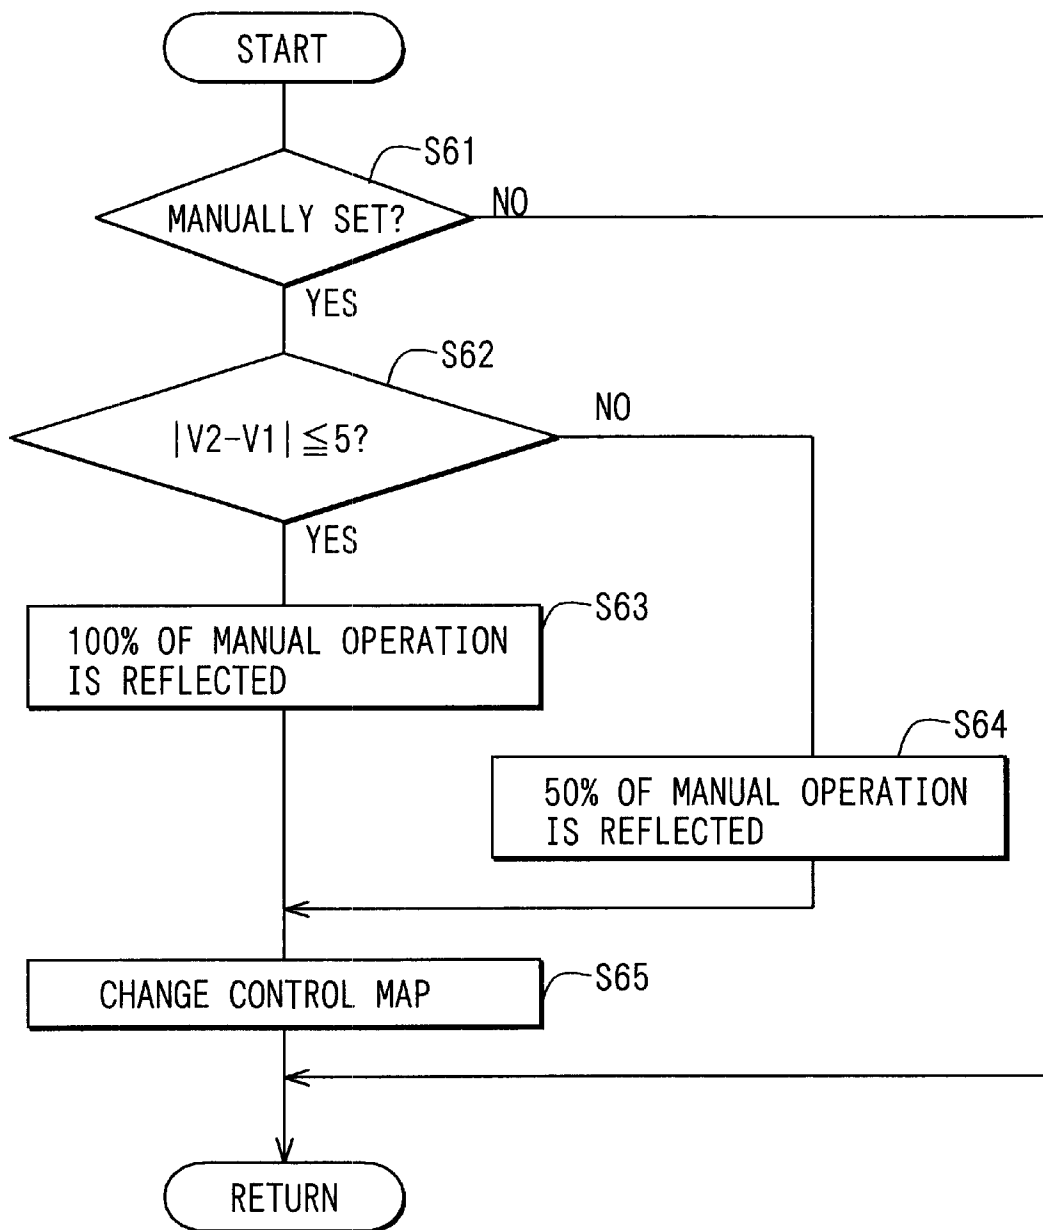 START
S61
MANUALLY SET?
NO
YES
S62
|V2-V1|≦5?
NO
YES
S63
100% OF MANUAL OPERATION
IS REFLECTED
S64
50% OF MANUAL OPERATION
IS REFLECTED
S65
CHANGE CONTROL MAP
RETURN